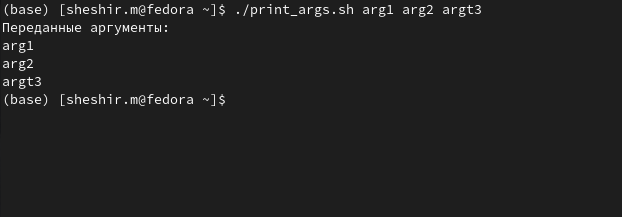 (base) [sheshir.m@fedora ~]$ ./print_args.sh arg1 arg2 argt3
Переданные аргументы:
arg1
arg2
argt3
(base) [sheshir.m@fedora ~]$